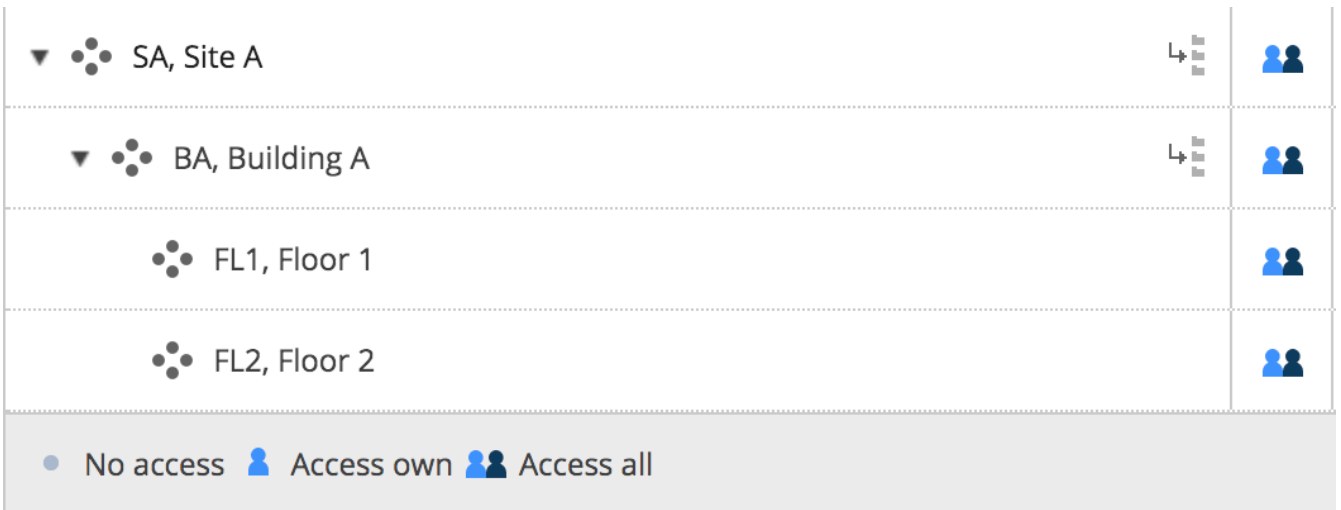 SA, Site A
BA, Building A
FL1, Floor 1
FL2, Floor 2
No access Access own Access all